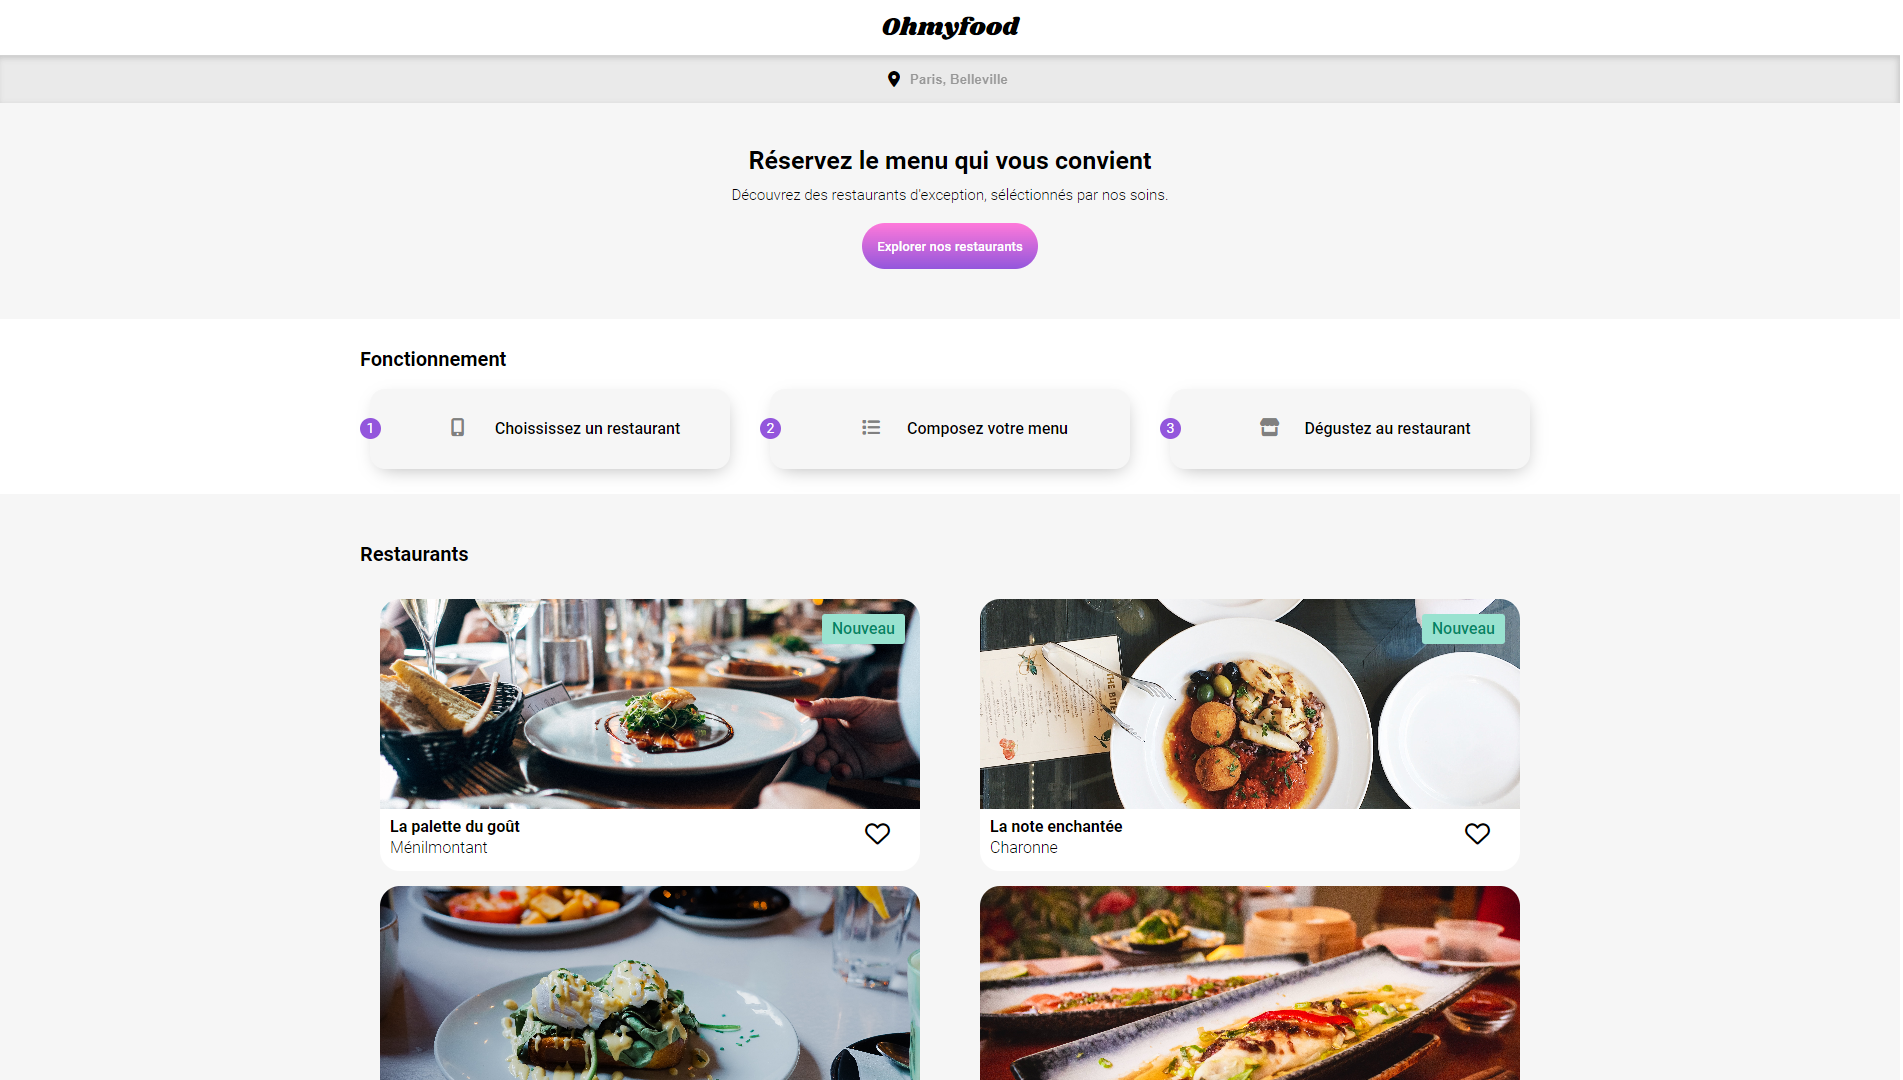 Ohmyfood
Paris, Belleville
Réservez le menu qui vous convient
Découvrez des restaurants d'exception, séléctionnés par nos soins.
Explorer nos restaurants
Fonctionnement
1 Choississez un restaurant
2 Composez votre menu
3 Dégustez au restaurant
Restaurants
Nouveau
Nouveau
La palette du goût
Ménilmontant
La note enchantée
Charonne